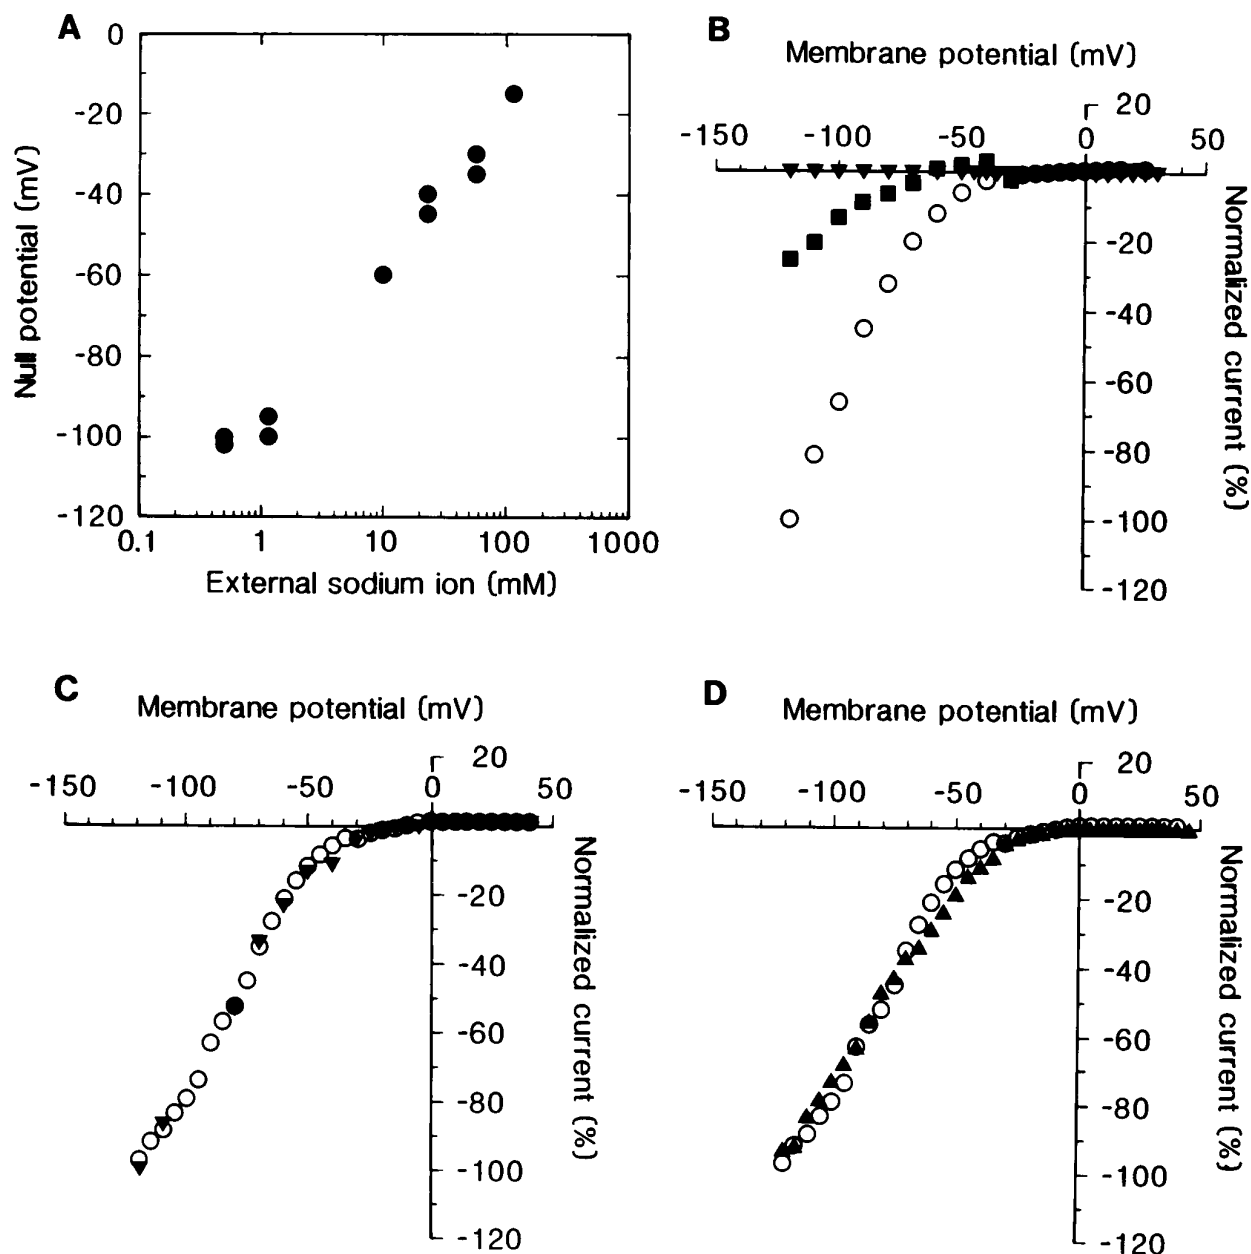 A
0
-20
-40
-60
-80
-100
-120
Null potential (mV)
0.1 1 10 100 1000
External sodium ion (mM)
B
Membrane potential (mV)
-150 -100 -50 0 50
20
-20
-40
-60
-80
-100
-120
Normalized current (%)
C
Membrane potential (mV)
-150 -100 -50 0 50
20
-20
-40
-60
-80
-100
-120
Normalized current (%)
D
Membrane potential (mV)
-150 -100 -50 0 50
20
-20
-40
-60
-80
-100
-120
Normalized current (%)